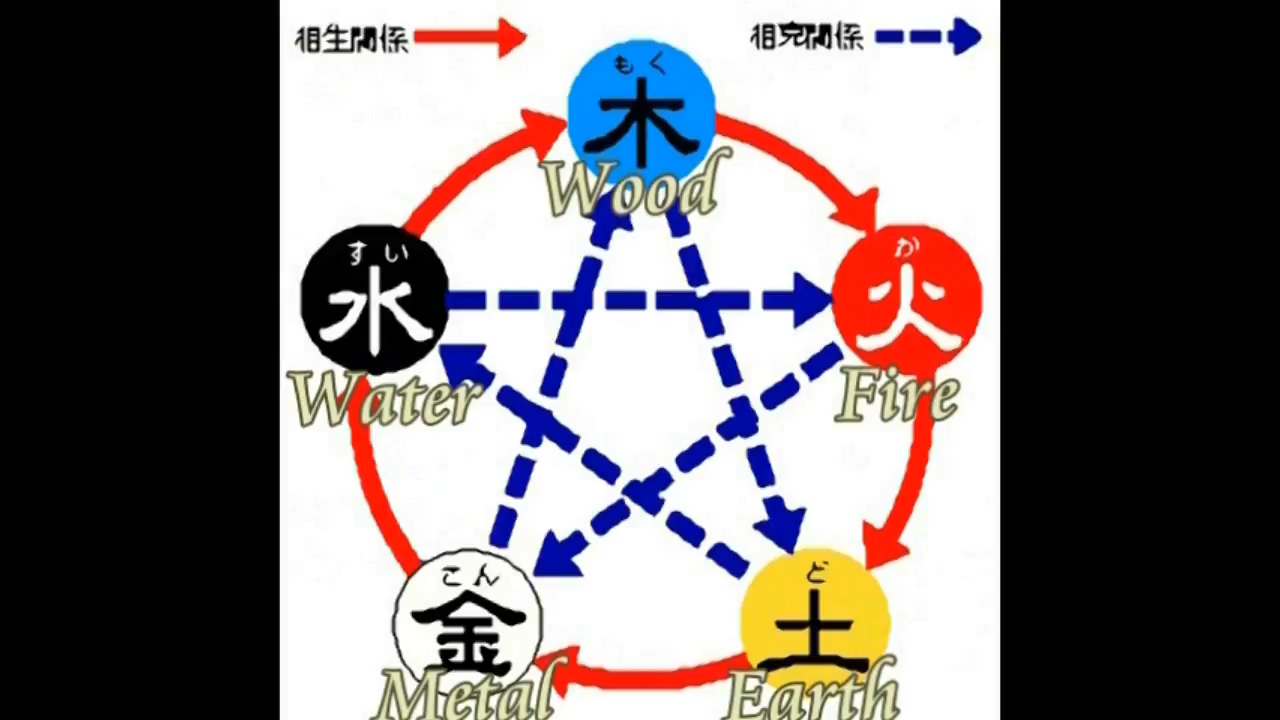 相生関係
相克関係
もく
木
Wood
すい
水
Water
か
火
Fire
こん
金
Metal
ど
土
Earth